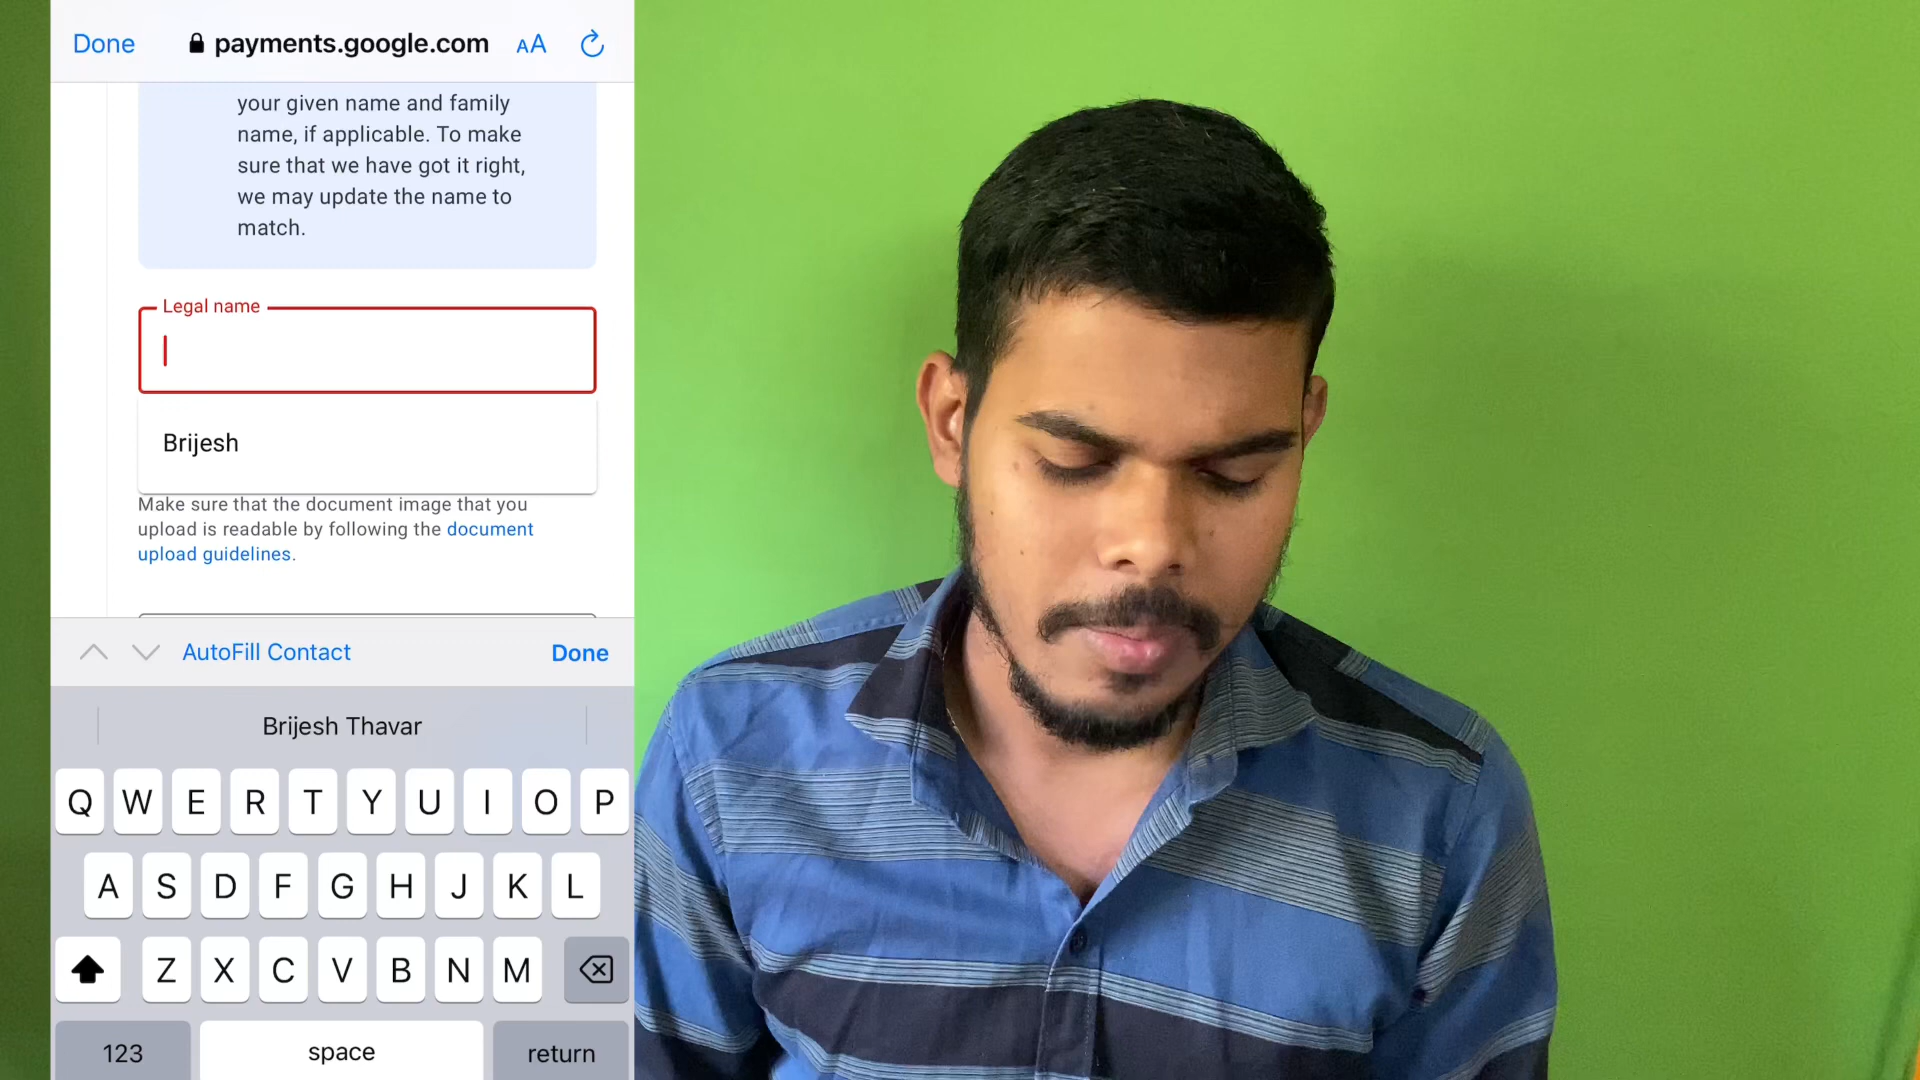 Done payments.google.com AA
your given name and family
name, if applicable. To make
sure that we have got it right,
we may update the name to
match.
Legal name
Brijesh
Make sure that the document image that you
upload is readable by following the document
upload guidelines.
AutoFill Contact Done
Brijesh Thavar
Q W E R T Y U I O P
A S D F G H J K L
Z X C V B N M
123 space return